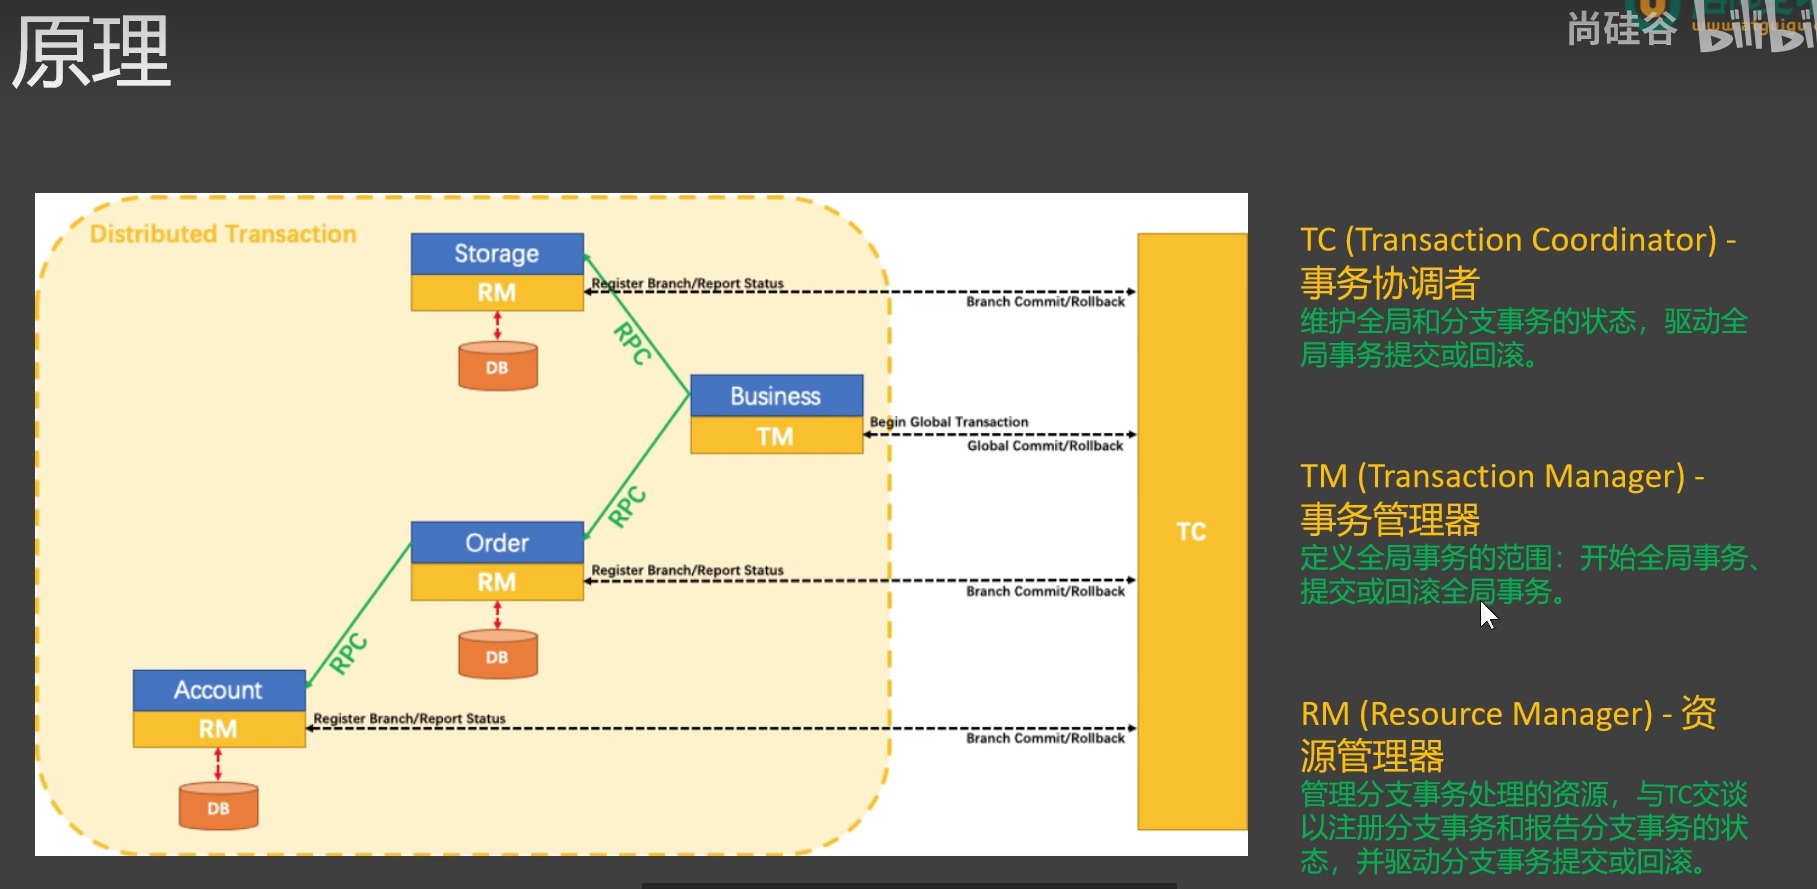 原理
尚硅谷
bilibi
Distributed Transaction
Storage
RM
DB
Register Branch/Report Status
Branch Commit/Rollback
RPC
Business
TM
Begin Global Transaction
Global Commit/Rollback
RPC
TC
Order
RM
DB
Register Branch/Report Status
Branch Commit/Rollback
RPC
Account
RM
DB
Register Branch/Report Status
Branch Commit/Rollback
TC (Transaction Coordinator) -
事务协调者
维护全局和分支事务的状态，驱动全
局事务提交或回滚。
TM (Transaction Manager) -
事务管理器
定义全局事务的范围：开始全局事务、
提交或回滚全局事务。
RM (Resource Manager) - 资
源管理器
管理分支事务处理的资源，与TC交谈
以注册分支事务和报告分支事务的状
态，并驱动分支事务提交或回滚。